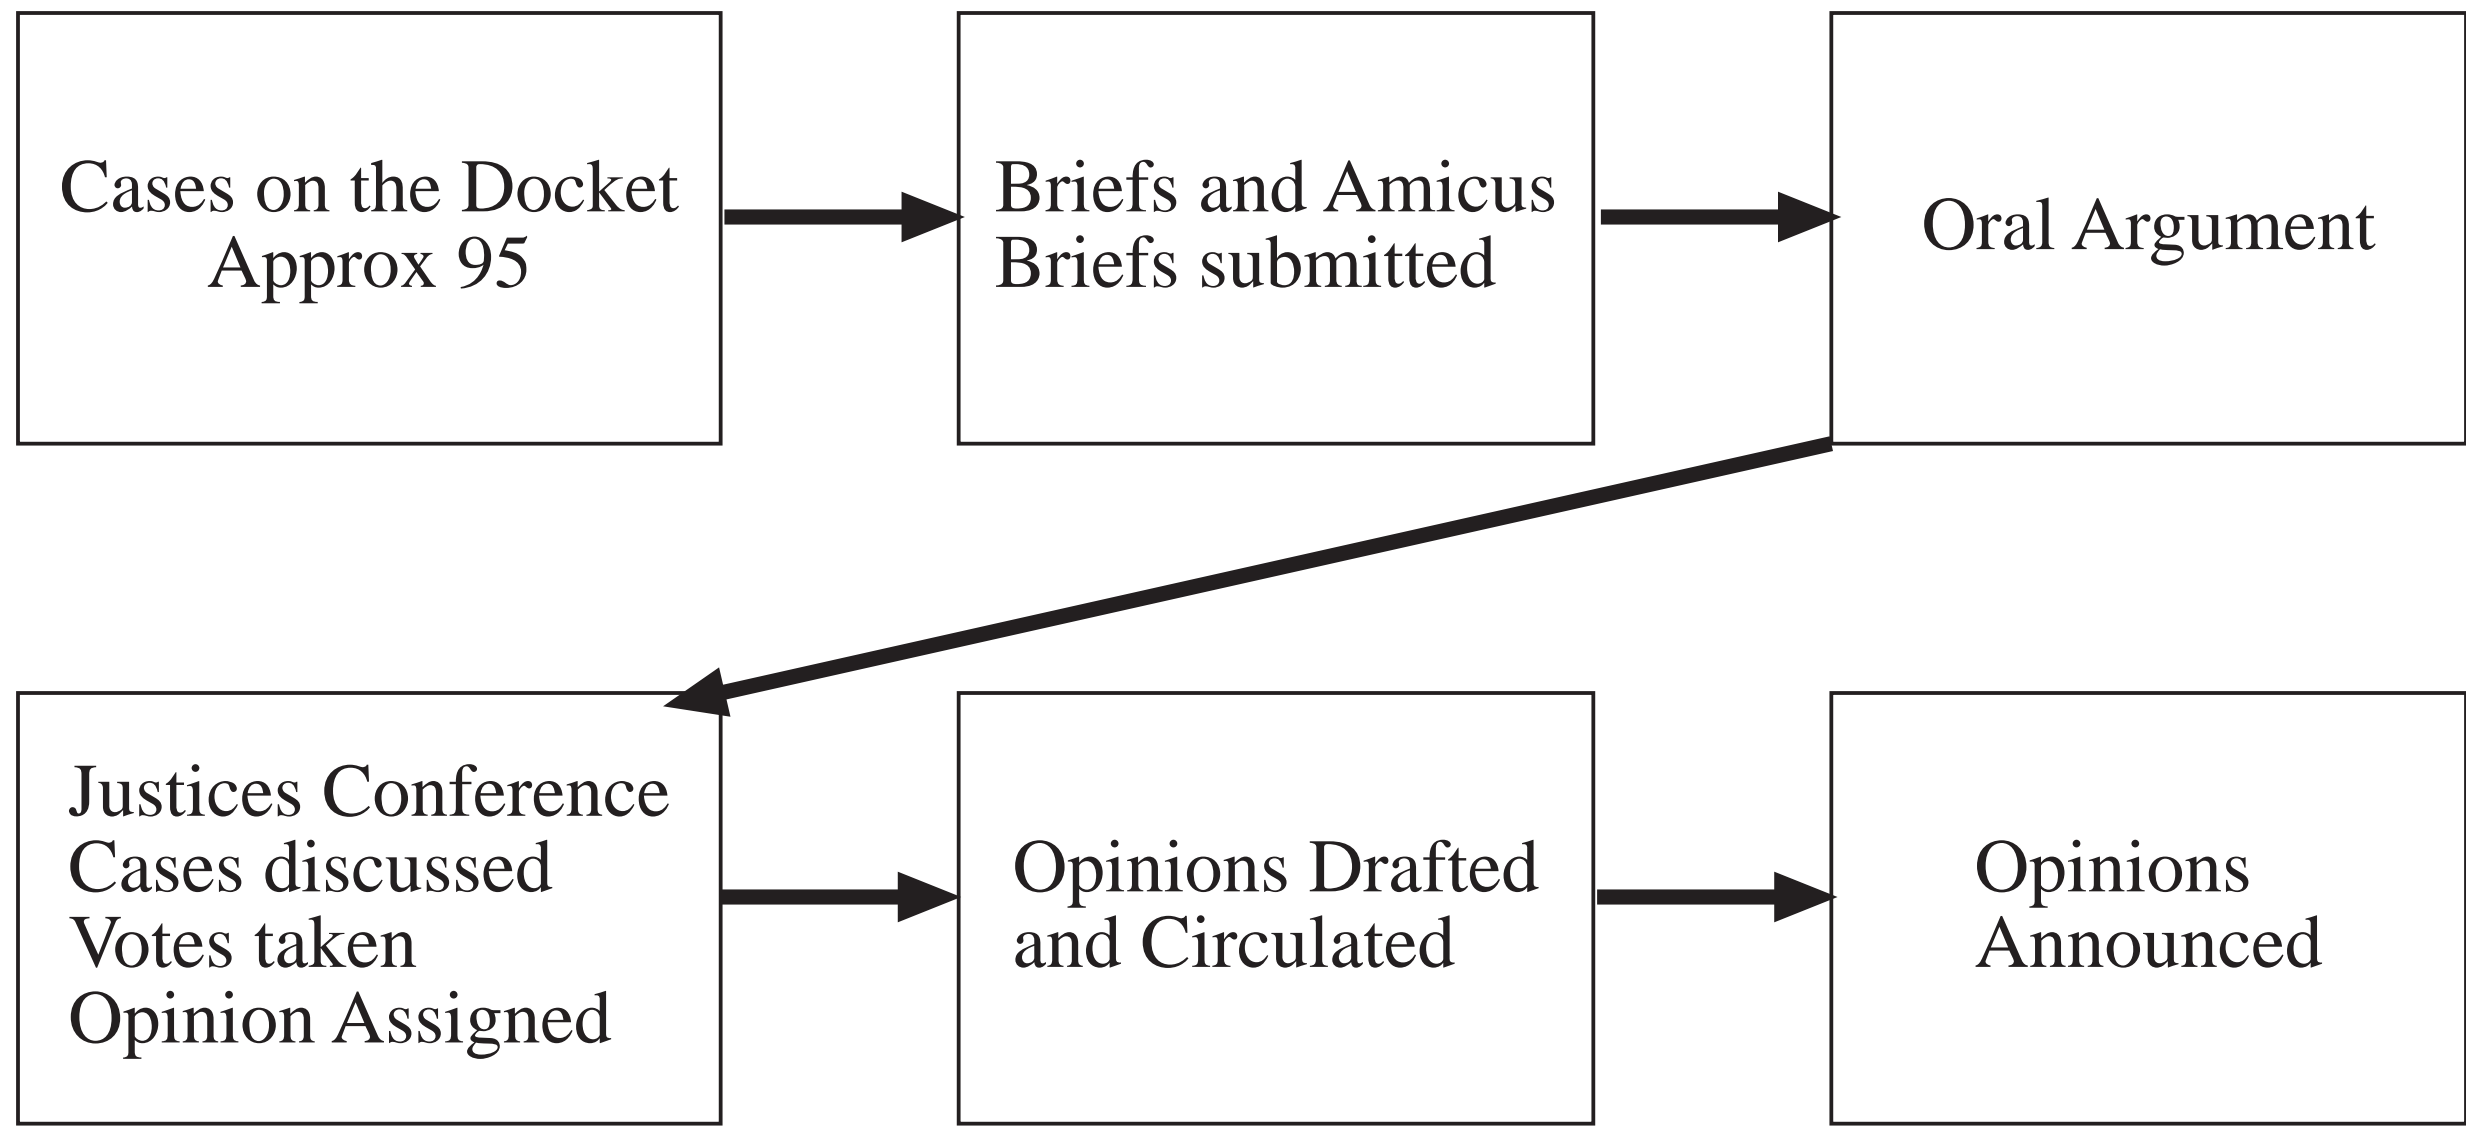 Cases on the Docket
Approx 95
Briefs and Amicus
Briefs submitted
Oral Argument
Justices Conference
Cases discussed
Votes taken
Opinion Assigned
Opinions Drafted
and Circulated
Opinions
Announced